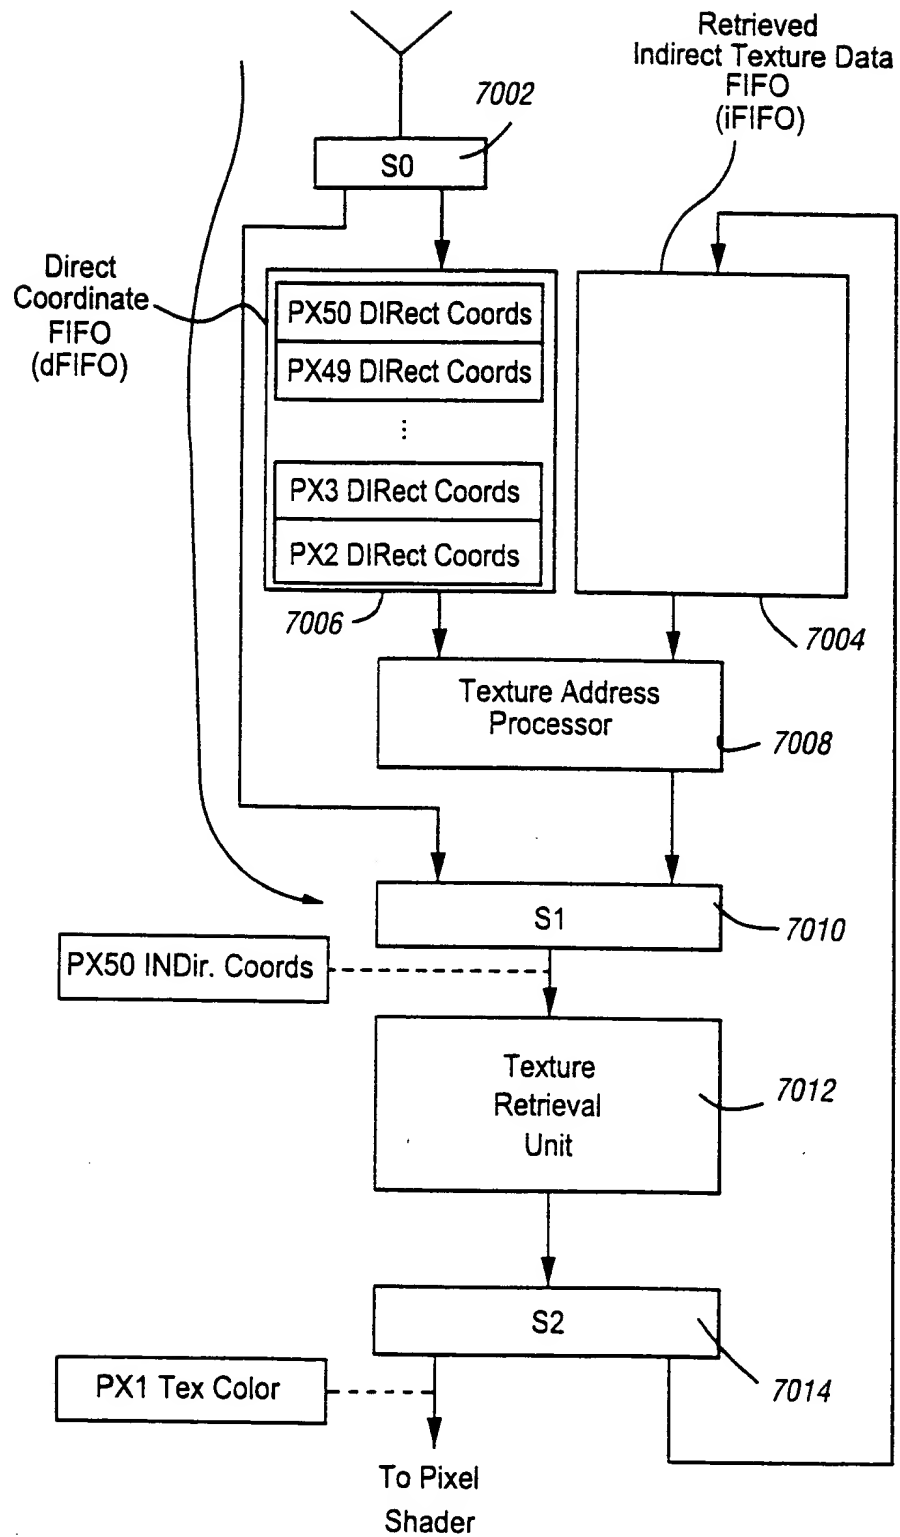 Retrieved
Indirect Texture Data
FIFO
(iFIFO)
7002
S0
Direct
Coordinate
FIFO
(dFIFO)
PX50 DIRect Coords
PX49 DIRect Coords
⋮
PX3 DIRect Coords
PX2 DIRect Coords
7006
7004
Texture Address
Processor
7008
S1
7010
PX50 INDir. Coords
Texture
Retrieval
Unit
7012
S2
7014
PX1 Tex Color
To Pixel
Shader